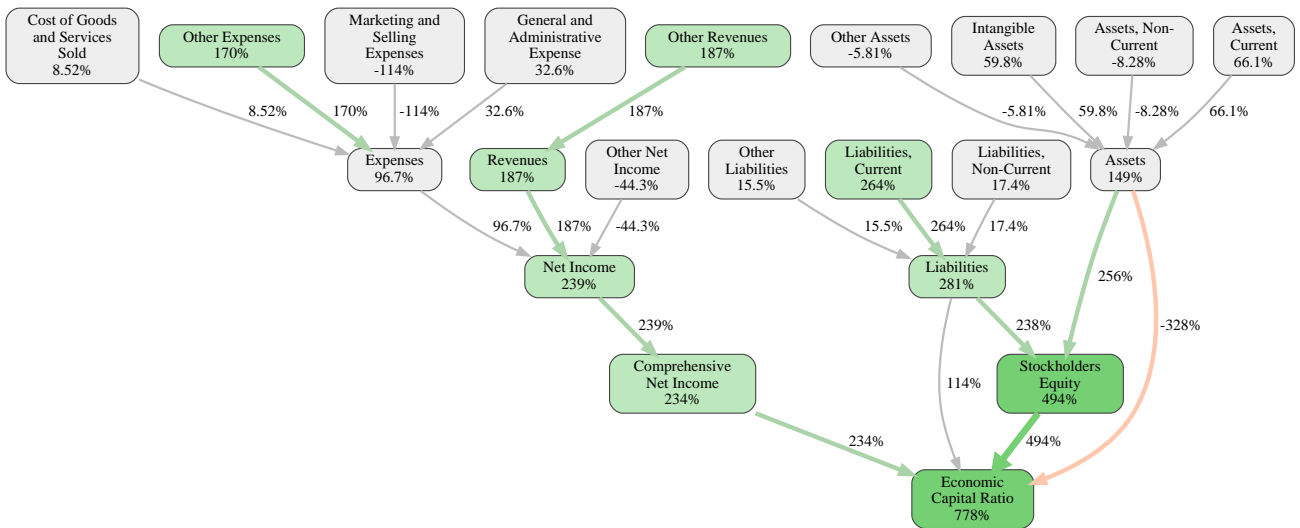 Cost of Goods
and Services
Sold
8.52%
Other Expenses
170%
Marketing and
Selling
Expenses
-114%
General and
Administrative
Expense
32.6%
Other Revenues
187%
Other Assets
-5.81%
Intangible
Assets
59.8%
Assets, Non-
Current
-8.28%
Assets,
Current
66.1%
8.52%
170%
-114%
32.6%
187%
-5.81%
59.8%
-8.28%
66.1%
Expenses
96.7%
Revenues
187%
Other Net
Income
-44.3%
Other
Liabilities
15.5%
Liabilities,
Current
264%
Liabilities,
Non-Current
17.4%
Assets
149%
96.7%
187%
-44.3%
15.5%
264%
17.4%
Net Income
239%
Liabilities
281%
256%
239%
238%
-328%
Comprehensive
Net Income
234%
114%
Stockholders
Equity
494%
234%
494%
Economic
Capital Ratio
778%